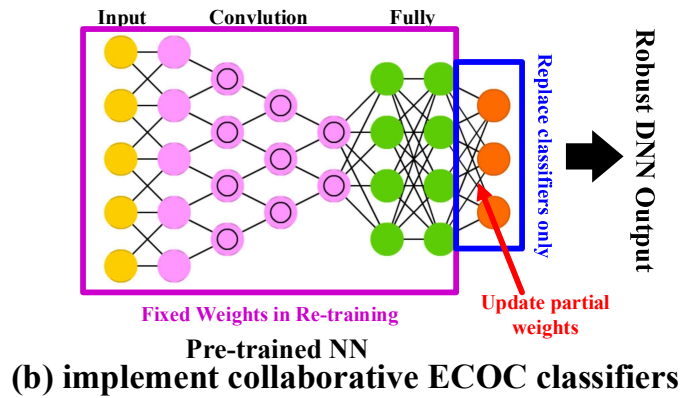 Input Convlution Fully
Replace classifiers only
Robust DNN Output
Update partial
weights
Fixed Weights in Re-training
Pre-trained NN
(b) implement collaborative ECOC classifiers